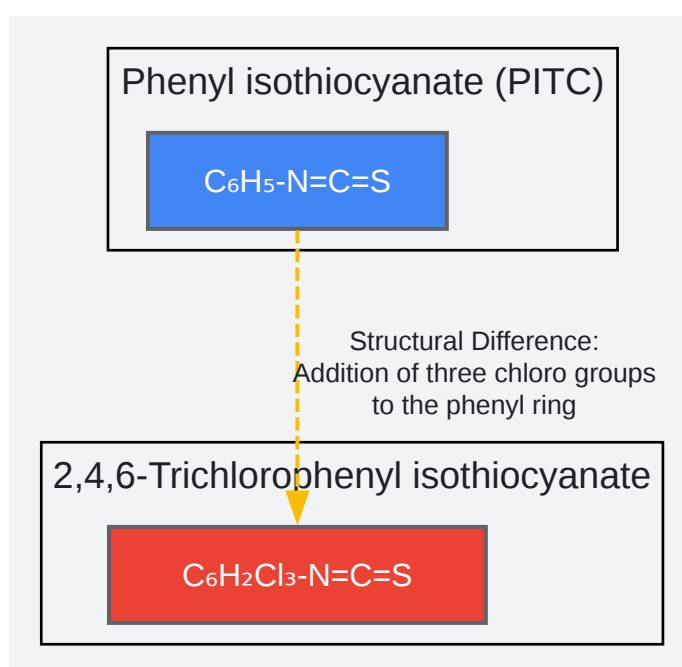 Phenyl isothiocyanate (PITC)
C₆H₅-N=C=S
Structural Difference:
Addition of three chloro groups
to the phenyl ring
2,4,6-Trichlorophenyl isothiocyanate
C₆H₂Cl₃-N=C=S